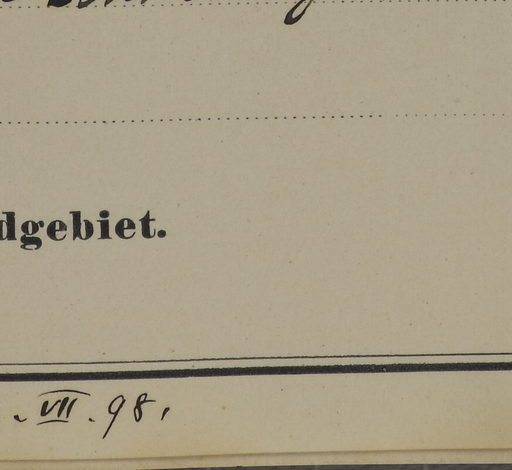 dgebiet.
. VII. 98.